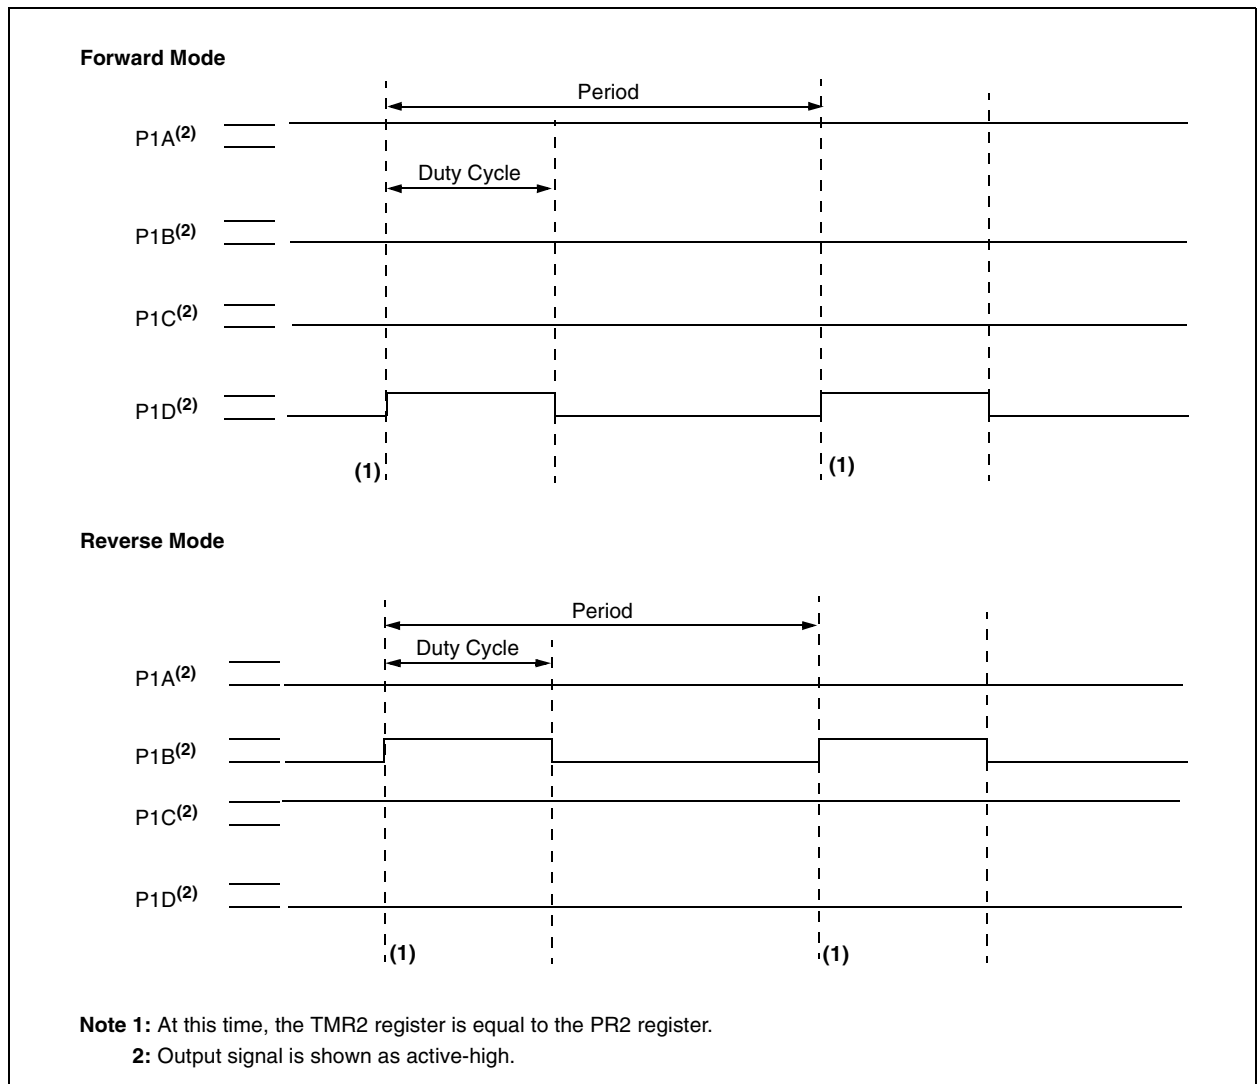 Forward Mode
Period
P1A(2)
Duty Cycle
P1B(2)
P1C(2)
P1D(2)
(1)
(1)
Reverse Mode
Period
Duty Cycle
P1A(2)
P1B(2)
P1C(2)
P1D(2)
(1)
(1)
Note 1: At this time, the TMR2 register is equal to the PR2 register.
2: Output signal is shown as active-high.